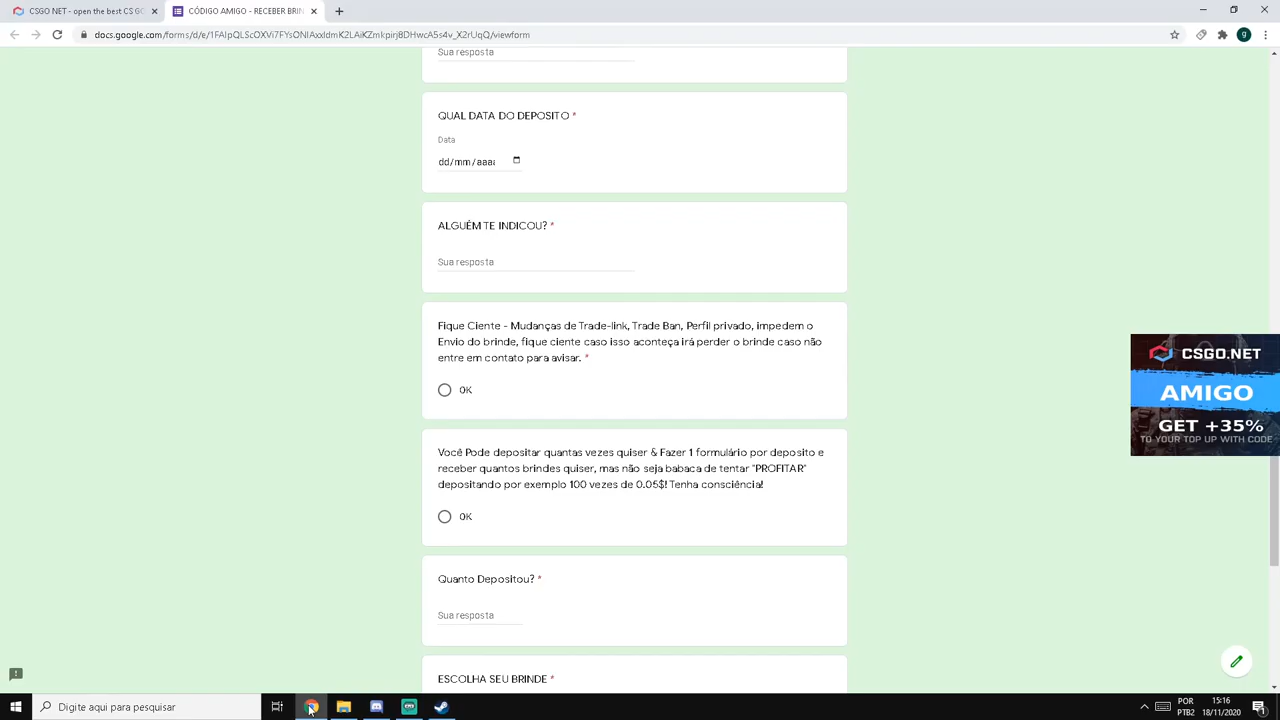 CSGO.NET - open the best CS GO
CÓDIGO AMIGO - RECEBER BRIN
docs.google.com/forms/d/e/1FAIpQLScOXVi7FYsONIAxxIdmK2LAiKZmkpirj8DHwcA5s4v_X2rUqQ/viewform
g
Sua resposta
QUAL DATA DO DEPOSITO *
Data
dd/mm/aaaa
ALGUÉM TE INDICOU? *
Sua resposta
Fique Ciente - Mudanças de Trade-link, Trade Ban, Perfil privado, impedem o
Envio do brinde, fique ciente caso isso aconteça irá perder o brinde caso não
entre em contato para avisar. *
OK
Você Pode depositar quantas vezes quiser & Fazer 1 formulário por deposito e
receber quantos brindes quiser, mas não seja babaca de tentar "PROFITAR"
depositando por exemplo 100 vezes de 0.05$! Tenha consciência!
OK
Quanto Depositou? *
Sua resposta
ESCOLHA SEU BRINDE *
CSGO.NET
AMIGO
GET +35%
TO YOUR TOP UP WITH CODE
Digite aqui para pesquisar
POR
PTB2
15:16
18/11/2020
1